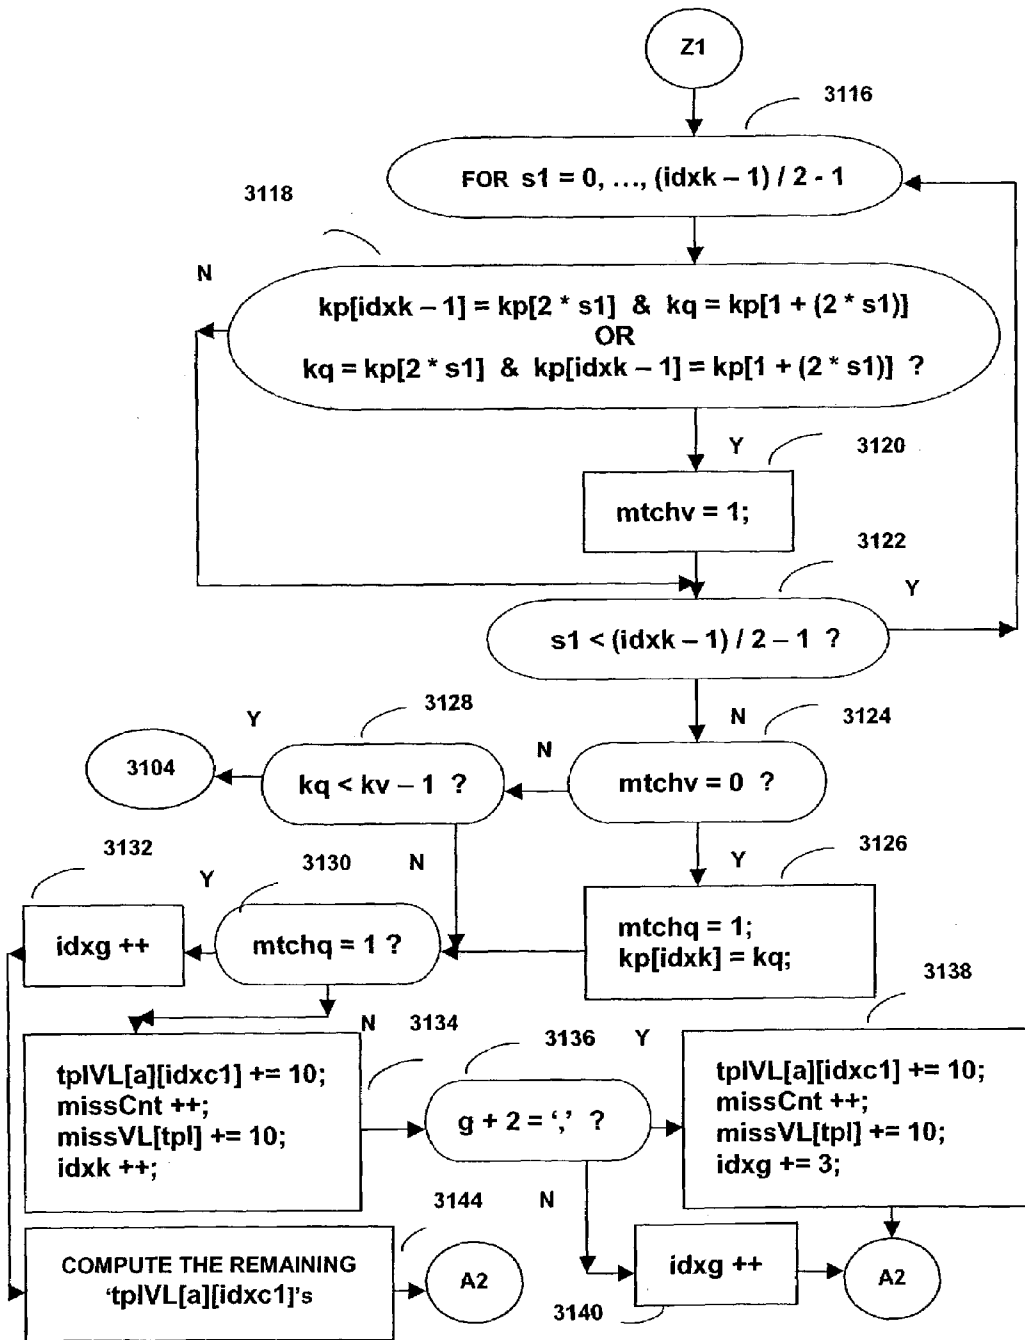 Z1
3116
FOR s1 = 0, …, (idxk – 1) / 2 - 1
3118
N
kp[idxk – 1] = kp[2 * s1] & kq = kp[1 + (2 * s1)]
OR
kq = kp[2 * s1] & kp[idxk – 1] = kp[1 + (2 * s1)] ?
Y
3120
mtchv = 1;
3122
Y
s1 < (idxk – 1) / 2 – 1 ?
3128
Y
N
3124
N
3104
kq < kv – 1 ?
mtchv = 0 ?
3132
3130
N
Y
3126
Y
idxg ++
mtchq = 1 ?
mtchq = 1;
kp[idxk] = kq;
3138
N
3134
3136
Y
tplVL[a][idxc1] += 10;
missCnt ++;
missVL[tpl] += 10;
idxk ++;
g + 2 = ‘,’ ?
tplVL[a][idxc1] += 10;
missCnt ++;
missVL[tpl] += 10;
idxg += 3;
3144
N
COMPUTE THE REMAINING
‘tplVL[a][idxc1]’s
A2
idxg ++
A2
3140